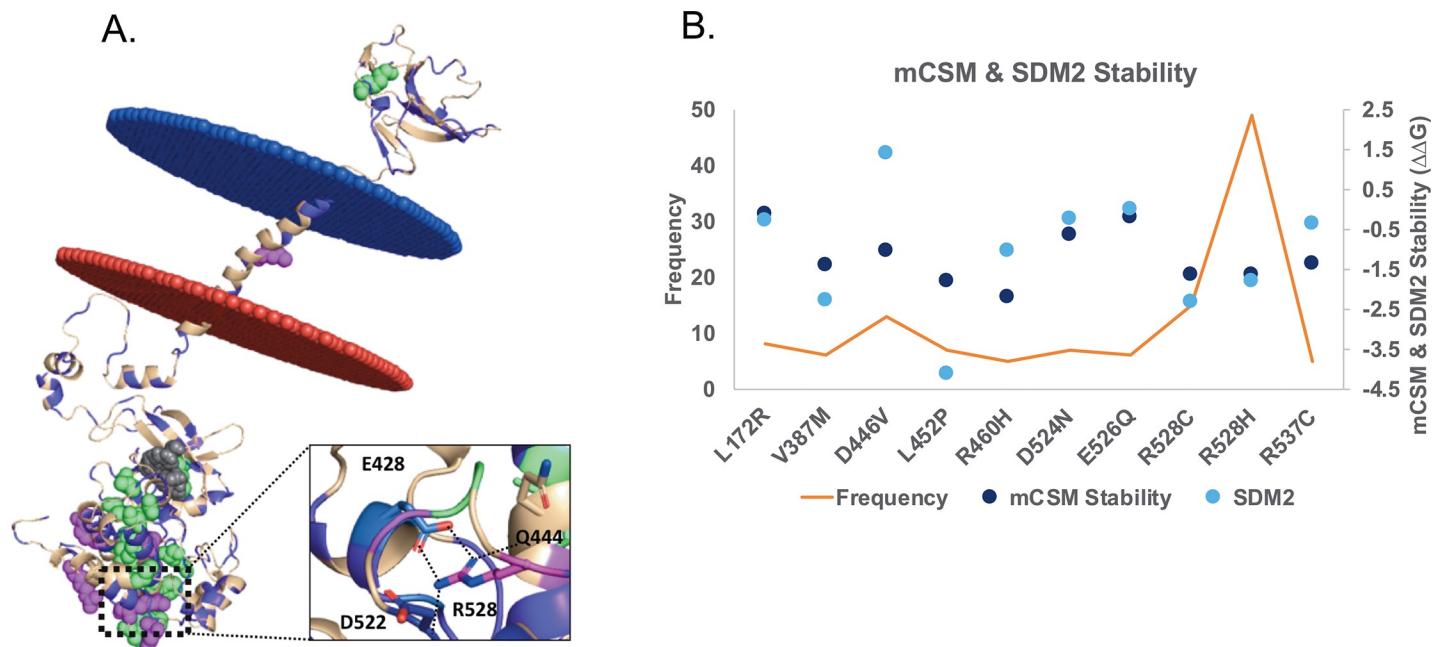 A.
E428
Q444
R528
D522
B.
mCSM & SDM2 Stability
Frequency
50
40
30
20
10
0
2.5
1.5
0.5
-0.5
-1.5
-2.5
-3.5
-4.5
mCSM & SDM2 Stability (∆∆G)
L172R
V387M
D446V
L452P
R460H
D524N
E526Q
R528C
R528H
R537C
Frequency
mCSM Stability
SDM2